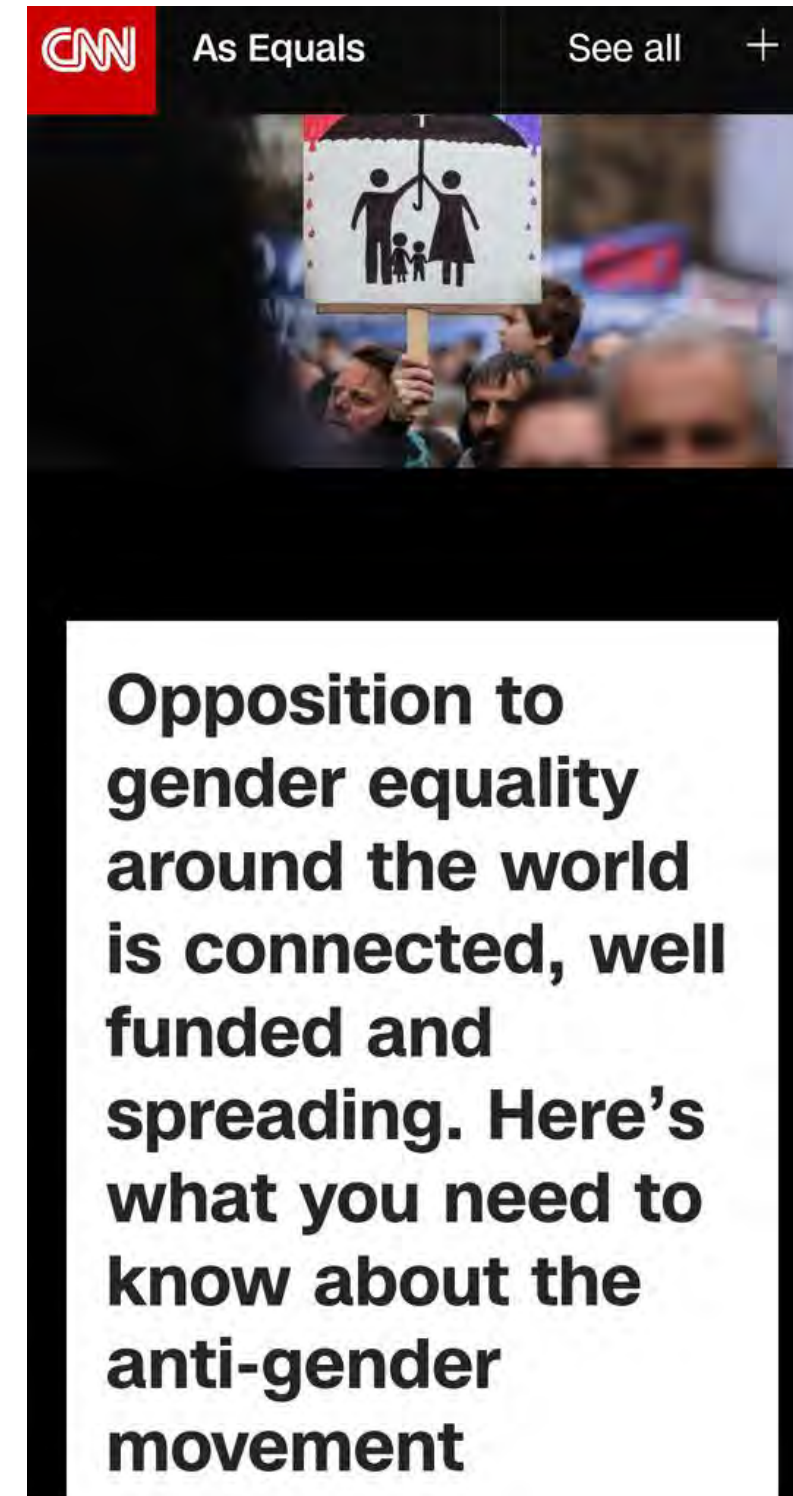 CNN As Equals See all +
Opposition to
gender equality
around the world
is connected, well
funded and
spreading. Here’s
what you need to
know about the
anti-gender
movement